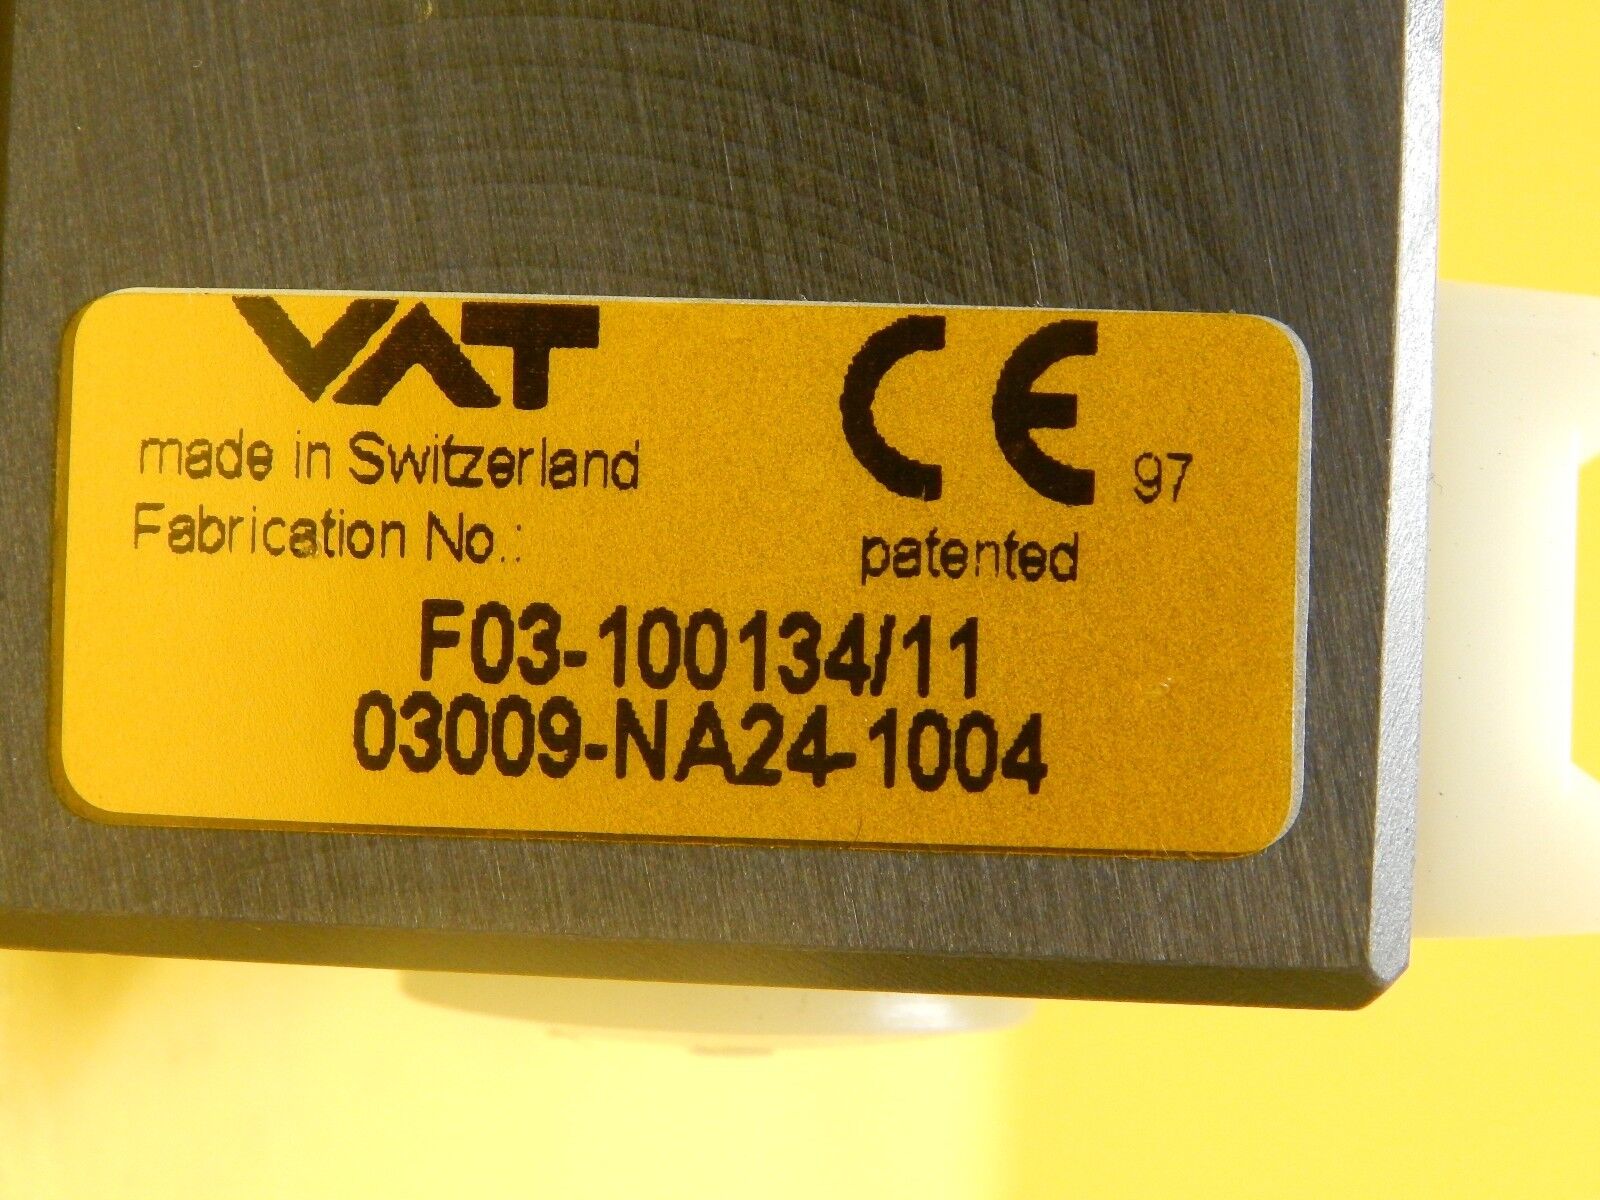 VAT CE 97
made in Switzerland
Fabrication No.: patented
F03-100134/11
03009-NA24-1004